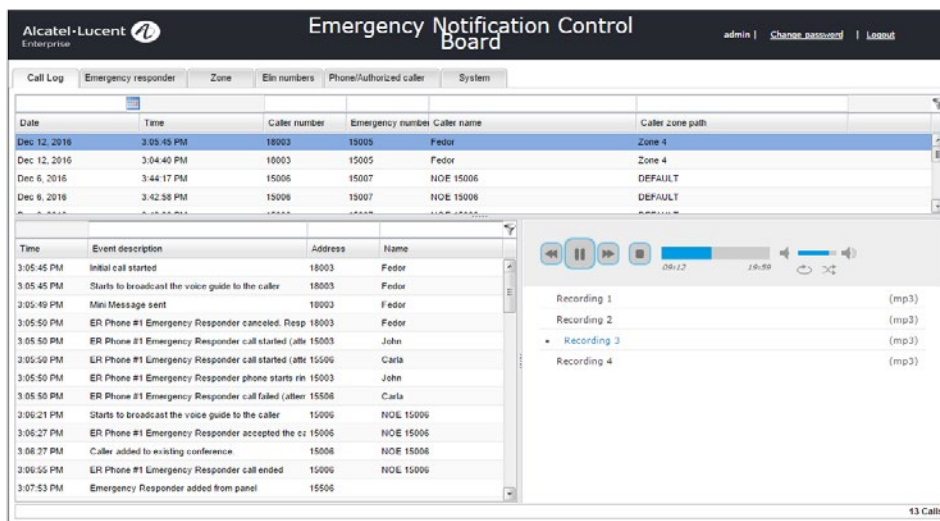 Alcatel·Lucent
Enterprise
Emergency Notification Control
Board
admin | Change password | Logout
Call Log Emergency responder Zone Elin numbers Phone/Authorized caller System
Date Time Caller number Emergency number Caller name Caller zone path
Dec 12, 2016 3:05:45 PM 18003 15005 Fedor Zone 4
Dec 12, 2016 3:04:40 PM 18003 15005 Fedor Zone 4
Dec 6, 2016 3:44:17 PM 15006 15007 NOE 15006 DEFAULT
Dec 6, 2016 3:42:58 PM 15006 15007 NOE 15006 DEFAULT
Time Event description Address Name
3:05:45 PM Initial call started 18003 Fedor
3:05:45 PM Starts to broadcast the voice guide to the caller 18003 Fedor
3:05:49 PM Mini Message sent 18003 Fedor
3:05:50 PM ER Phone #1 Emergency Responder canceled. Resp 18003 Fedor
3:05:50 PM ER Phone #1 Emergency Responder call started (atte 15003 John
3:05:50 PM ER Phone #1 Emergency Responder call started (atte 15506 Carla
3:05:50 PM ER Phone #1 Emergency Responder phone starts rin 15003 John
3:05:50 PM ER Phone #1 Emergency Responder call failed (attem 15506 Carla
3:06:21 PM Starts to broadcast the voice guide to the caller 15006 NOE 15006
3:06:27 PM ER Phone #1 Emergency Responder accepted the ca 15006 NOE 15006
3:06:27 PM Caller added to existing conference. 15006 NOE 15006
3:06:55 PM ER Phone #1 Emergency Responder call ended 15006 NOE 15006
3:07:53 PM Emergency Responder added from panel 15506
09:12 19:59
Recording 1 (mp3)
Recording 2 (mp3)
Recording 3 (mp3)
Recording 4 (mp3)
13 Calls